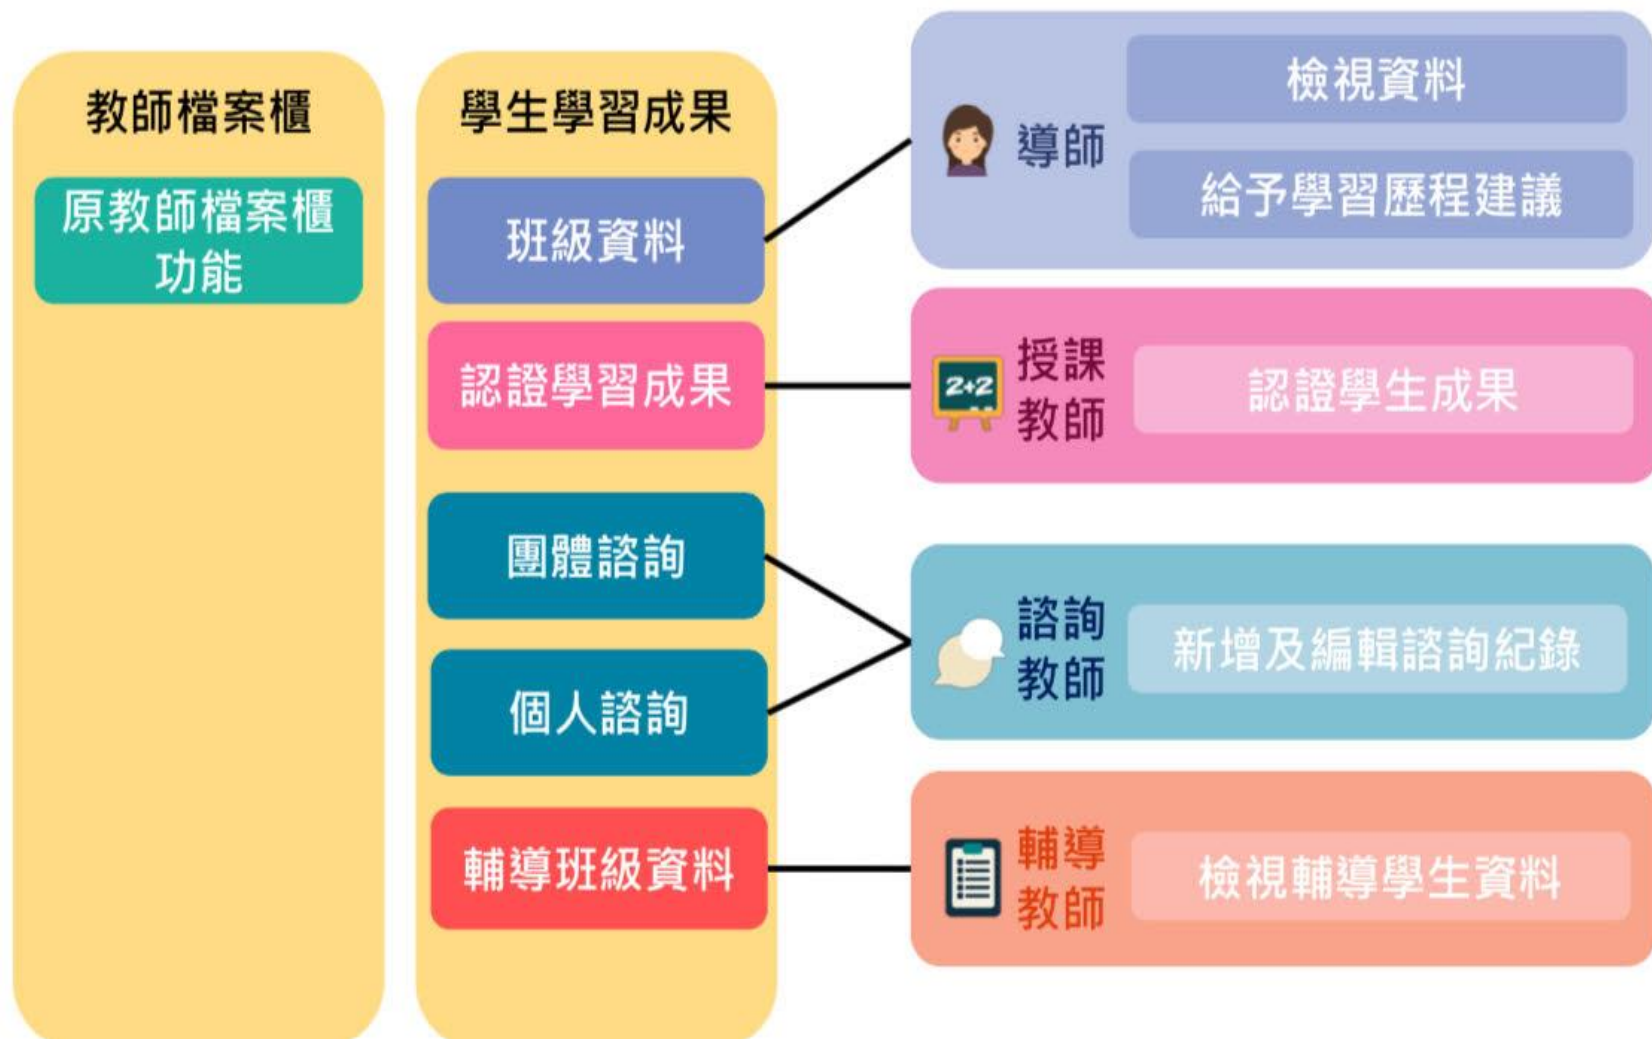 教師檔案櫃
原教師檔案櫃
功能
學生學習成果
班級資料
認證學習成果
團體諮詢
個人諮詢
輔導班級資料
導師
檢視資料
給予學習歷程建議
授課
教師
2+2
認證學生成果
諮詢
教師
新增及編輯諮詢紀錄
輔導
教師
檢視輔導學生資料